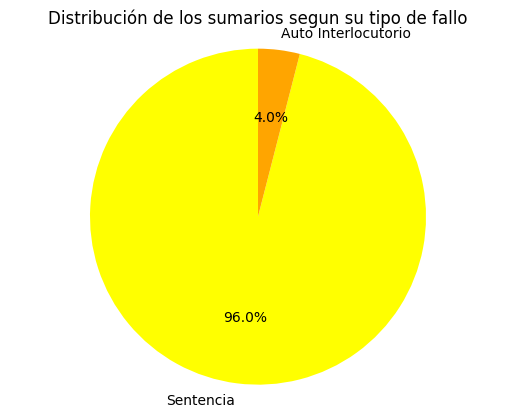 Distribución de los sumarios segun su tipo de fallo
Auto Interlocutorio
4.0%
96.0%
Sentencia